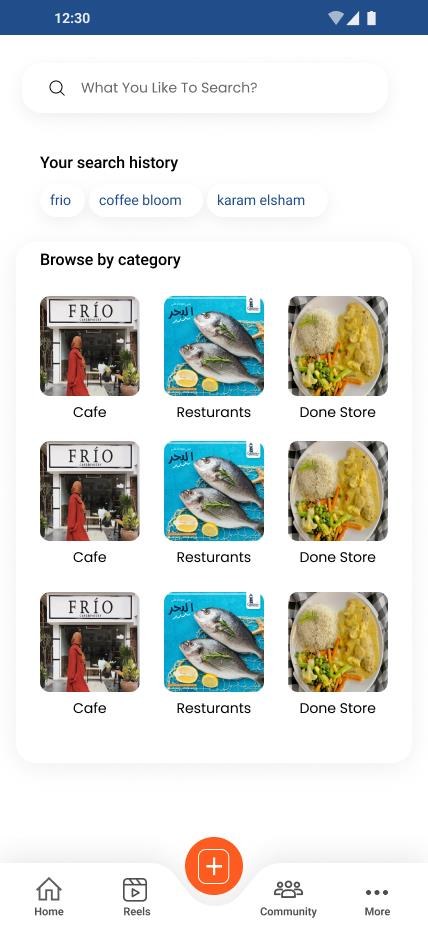 12:30
What You Like To Search?
Your search history
frio
coffee bloom
karam elsham
Browse by category
FRÍO
البحر
Cafe
Resturants
Done Store
FRÍO
البحر
Cafe
Resturants
Done Store
FRÍO
البحر
Cafe
Resturants
Done Store
Home
Reels
Community
More